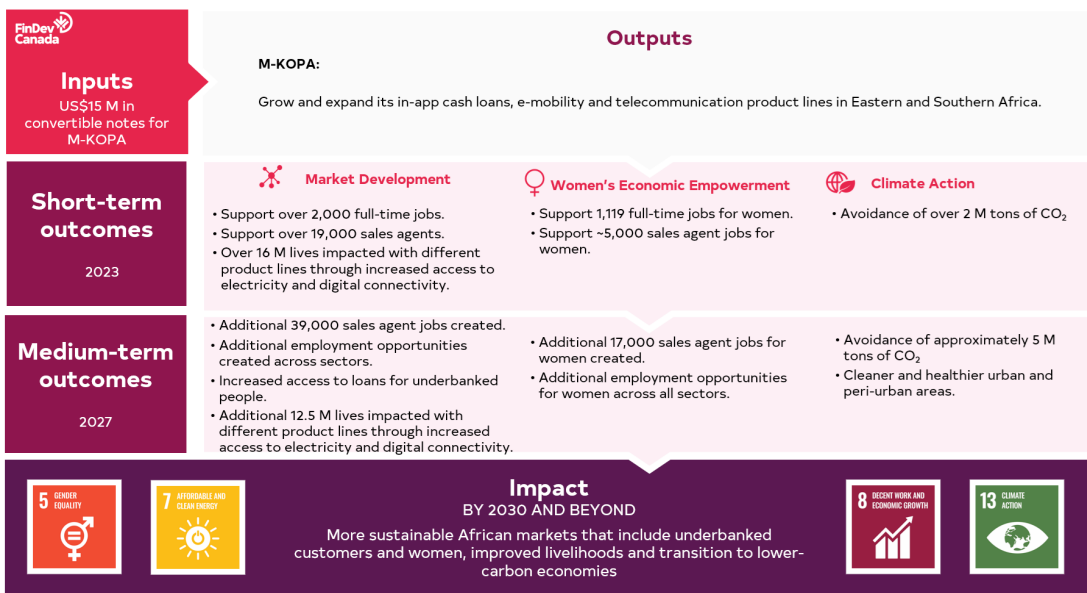 FinDev
Canada
Inputs
US$15 M in
convertible notes for
M-KOPA
Outputs
M-KOPA:
Grow and expand its in-app cash loans, e-mobility and telecommunication product lines in Eastern and Southern Africa.
Short-term
outcomes
2023
Market Development
• Support over 2,000 full-time jobs.
• Support over 19,000 sales agents.
• Over 16 M lives impacted with different
product lines through increased access to
electricity and digital connectivity.
Women's Economic Empowerment
• Support 1,119 full-time jobs for women.
• Support ~5,000 sales agent jobs for
women.
Climate Action
• Avoidance of over 2 M tons of CO₂
Medium-term
outcomes
2027
• Additional 39,000 sales agent jobs created.
• Additional employment opportunities
created across sectors.
• Increased access to loans for underbanked
people.
• Additional 12.5 M lives impacted with
different product lines through increased
access to electricity and digital connectivity.
• Additional 17,000 sales agent jobs for
women created.
• Additional employment opportunities
for women across all sectors.
• Avoidance of approximately 5 M
tons of CO₂
• Cleaner and healthier urban and
peri-urban areas.
5 GENDER
EQUALITY
7 AFFORDABLE AND
CLEAN ENERGY
Impact
BY 2030 AND BEYOND
More sustainable African markets that include underbanked
customers and women, improved livelihoods and transition to lower-
carbon economies
8 DECENT WORK AND
ECONOMIC GROWTH
13 CLIMATE
ACTION